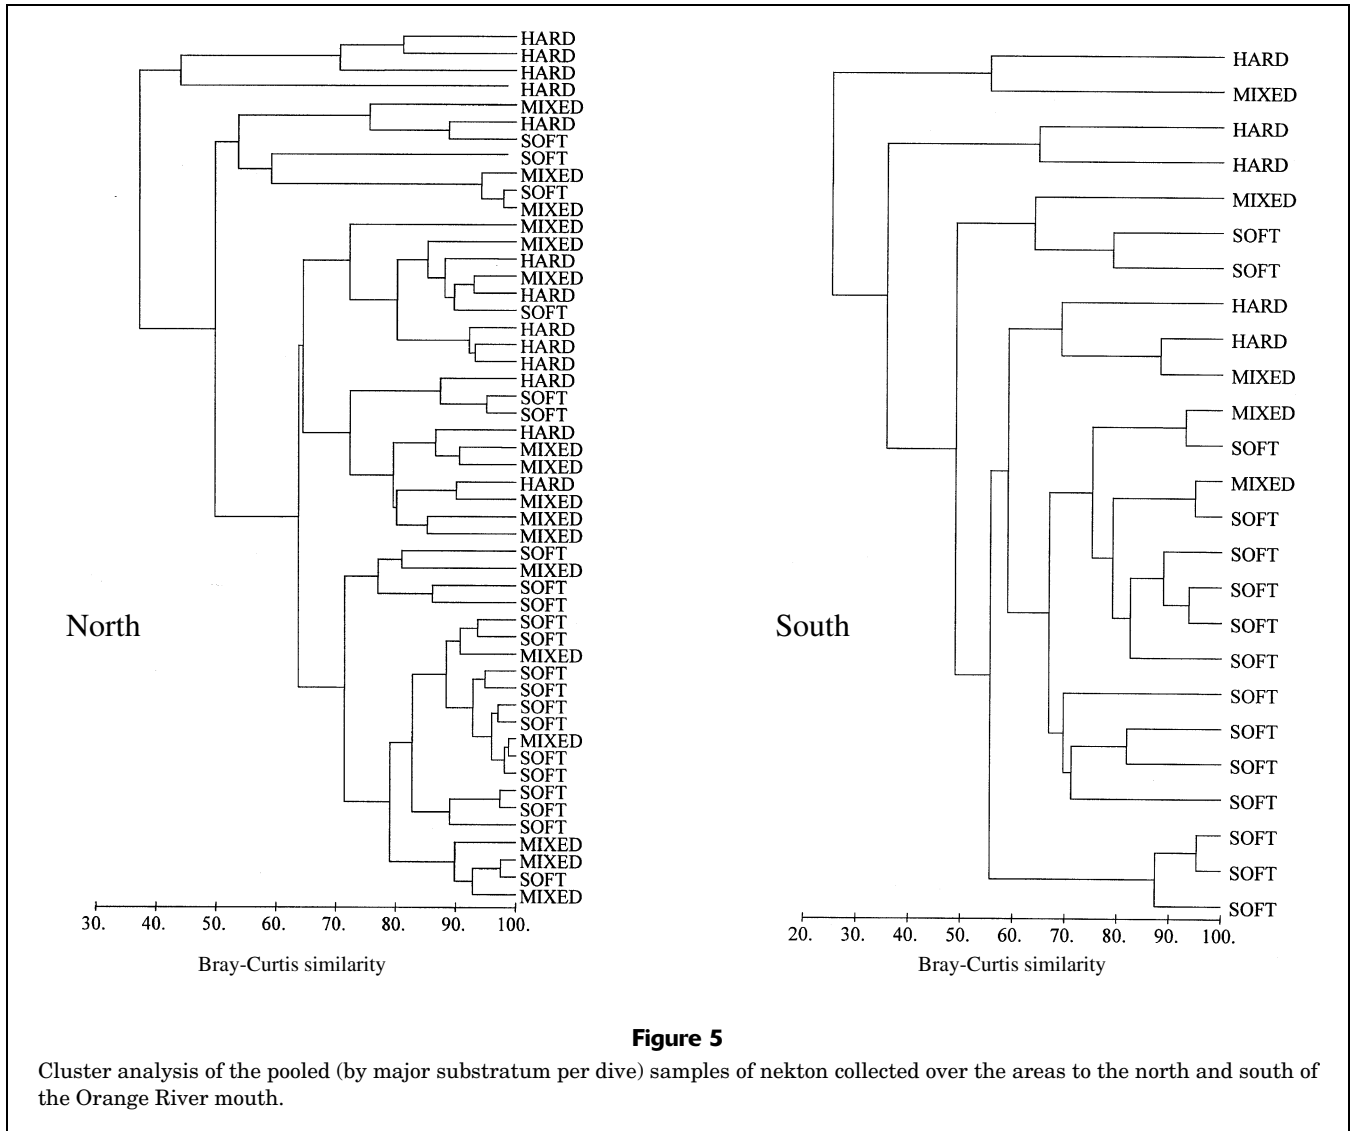 HARD
HARD
HARD
HARD
MIXED
HARD
SOFT
SOFT
MIXED
SOFT
MIXED
MIXED
MIXED
HARD
MIXED
HARD
SOFT
HARD
HARD
HARD
HARD
SOFT
SOFT
HARD
MIXED
MIXED
HARD
MIXED
MIXED
MIXED
SOFT
MIXED
SOFT
SOFT
SOFT
SOFT
MIXED
SOFT
SOFT
SOFT
SOFT
MIXED
SOFT
SOFT
SOFT
SOFT
SOFT
MIXED
MIXED
SOFT
MIXED
North
30. 40. 50. 60. 70. 80. 90. 100.
Bray-Curtis similarity
HARD
MIXED
HARD
HARD
MIXED
SOFT
SOFT
HARD
HARD
MIXED
MIXED
SOFT
MIXED
SOFT
SOFT
SOFT
SOFT
SOFT
SOFT
SOFT
SOFT
SOFT
SOFT
SOFT
SOFT
South
20. 30. 40. 50. 60. 70. 80. 90. 100.
Bray-Curtis similarity
Figure 5
Cluster analysis of the pooled (by major substratum per dive) samples of nekton collected over the areas to the north and south of
the Orange River mouth.